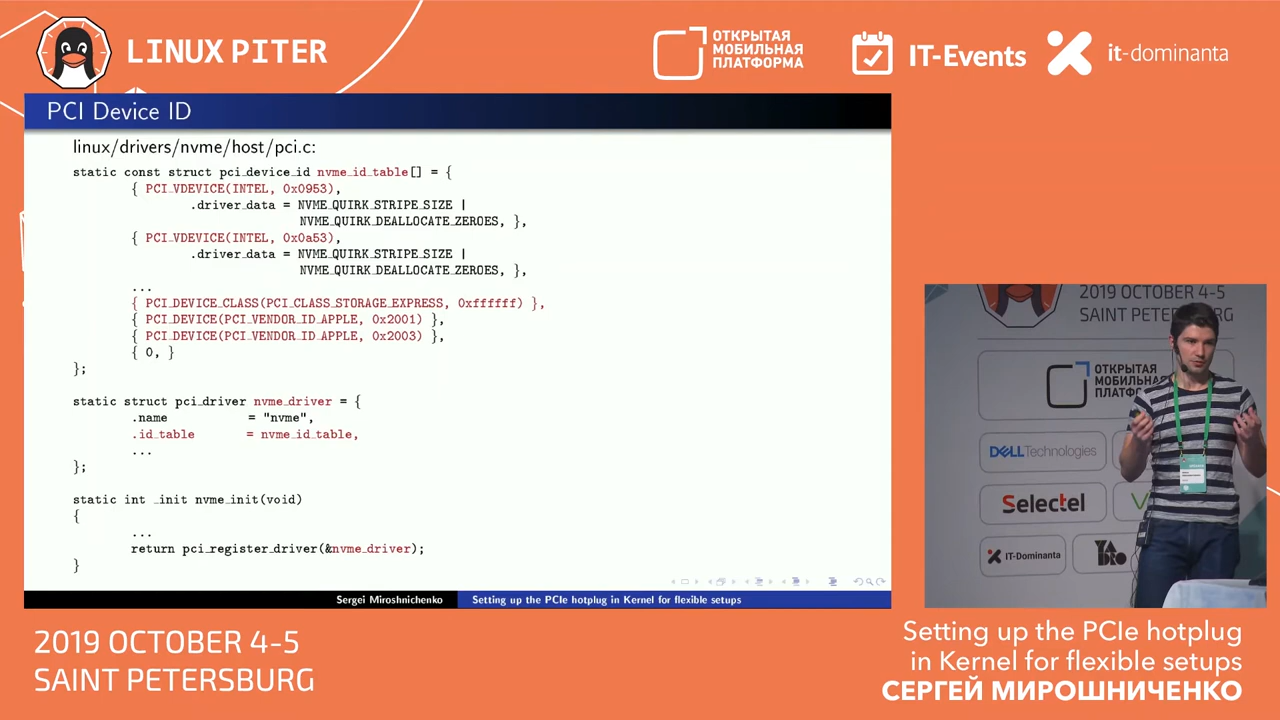 LINUX PITER
ОТКРЫТАЯ
МОБИЛЬНАЯ
ПЛАТФОРМА
IT-Events
it-dominanta
PCI Device ID
linux/drivers/nvme/host/pci.c:
static const struct pci_device_id nvme_id_table[] = {
{ PCI_VDEVICE(INTEL, 0x0953),
.driver_data = NVME_QUIRK_STRIPE_SIZE |
NVME_QUIRK_DEALLOCATE_ZEROES, },
{ PCI_VDEVICE(INTEL, 0x0a53),
.driver_data = NVME_QUIRK_STRIPE_SIZE |
NVME_QUIRK_DEALLOCATE_ZEROES, },
...
{ PCI_DEVICE_CLASS(PCI_CLASS_STORAGE_EXPRESS, 0xffffff) },
{ PCI_DEVICE(PCI_VENDOR_ID_APPLE, 0x2001) },
{ PCI_DEVICE(PCI_VENDOR_ID_APPLE, 0x2003) },
{ 0, }
};
static struct pci_driver nvme_driver = {
.name = "nvme",
.id_table = nvme_id_table,
...
};
static int _init nvme_init(void)
{
...
return pci_register_driver(&nvme_driver);
}
Sergei Miroshnichenko
Setting up the PCIe hotplug in Kernel for flexible setups
2019 OCTOBER 4-5
SAINT PETERSBURG
ОТКРЫТАЯ
МОБИЛЬНАЯ
ПЛАТФ
DELL Technologies
Selectel
IT-Dominanta
YADRO
2019 OCTOBER 4-5
SAINT PETERSBURG
Setting up the PCIe hotplug
in Kernel for flexible setups
СЕРГЕЙ МИРОШНИЧЕНКО